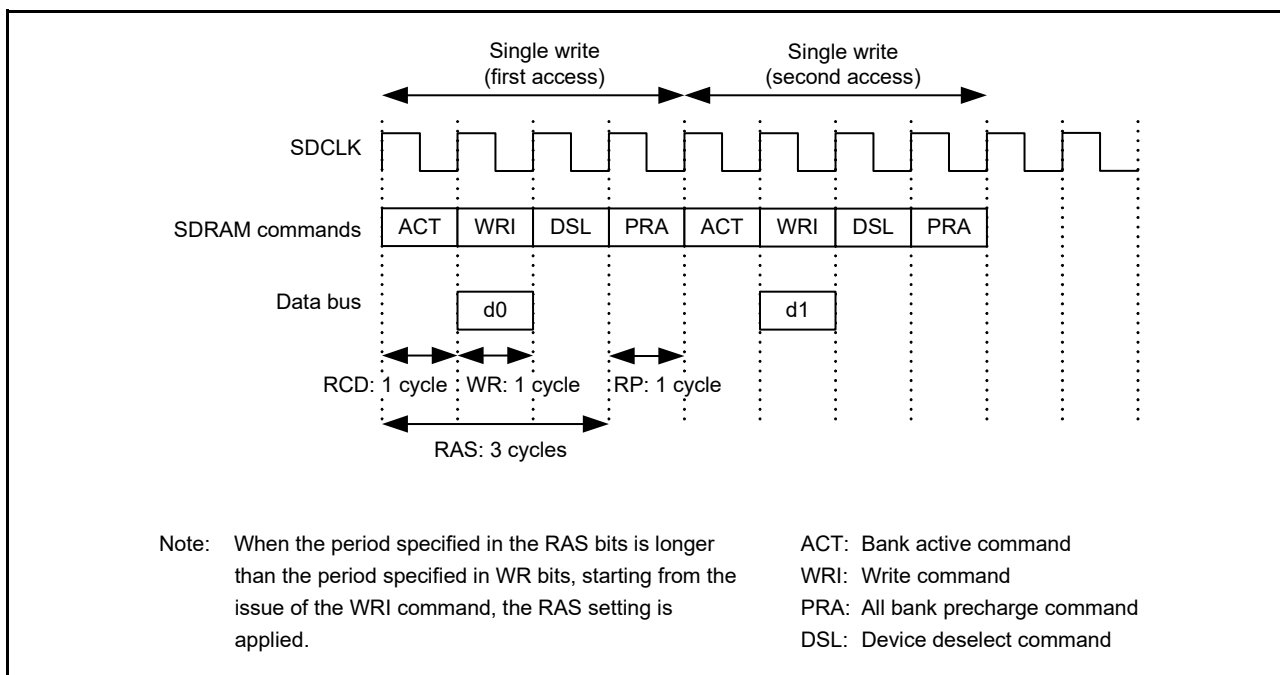 Single write
(first access)
Single write
(second access)
SDCLK
SDRAM commands
ACT WRI DSL PRA ACT WRI DSL PRA
Data bus
d0 d1
RCD: 1 cycle WR: 1 cycle RP: 1 cycle
RAS: 3 cycles
Note: When the period specified in the RAS bits is longer
than the period specified in WR bits, starting from the
issue of the WRI command, the RAS setting is
applied.
ACT: Bank active command
WRI: Write command
PRA: All bank precharge command
DSL: Device deselect command